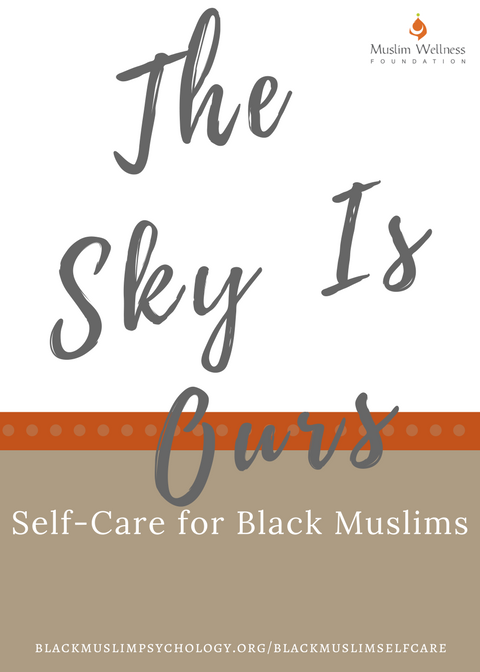 Muslim Wellness
FOUNDATION
The
Sky Is
Ours
Self-Care for Black Muslims
BLACKMUSLIMPSYCHOLOGY.ORG/BLACKMUSLIMSELFCARE